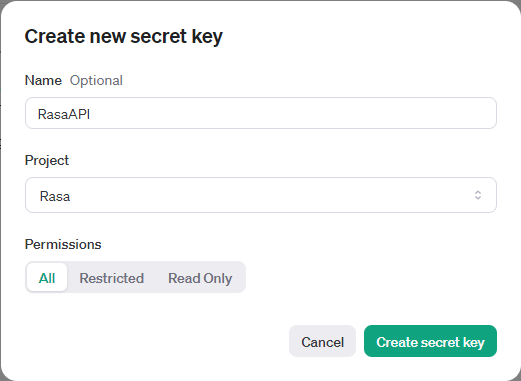 Create new secret key
Name Optional
RasaAPI
Project
Rasa
Permissions
All Restricted Read Only
Cancel Create secret key